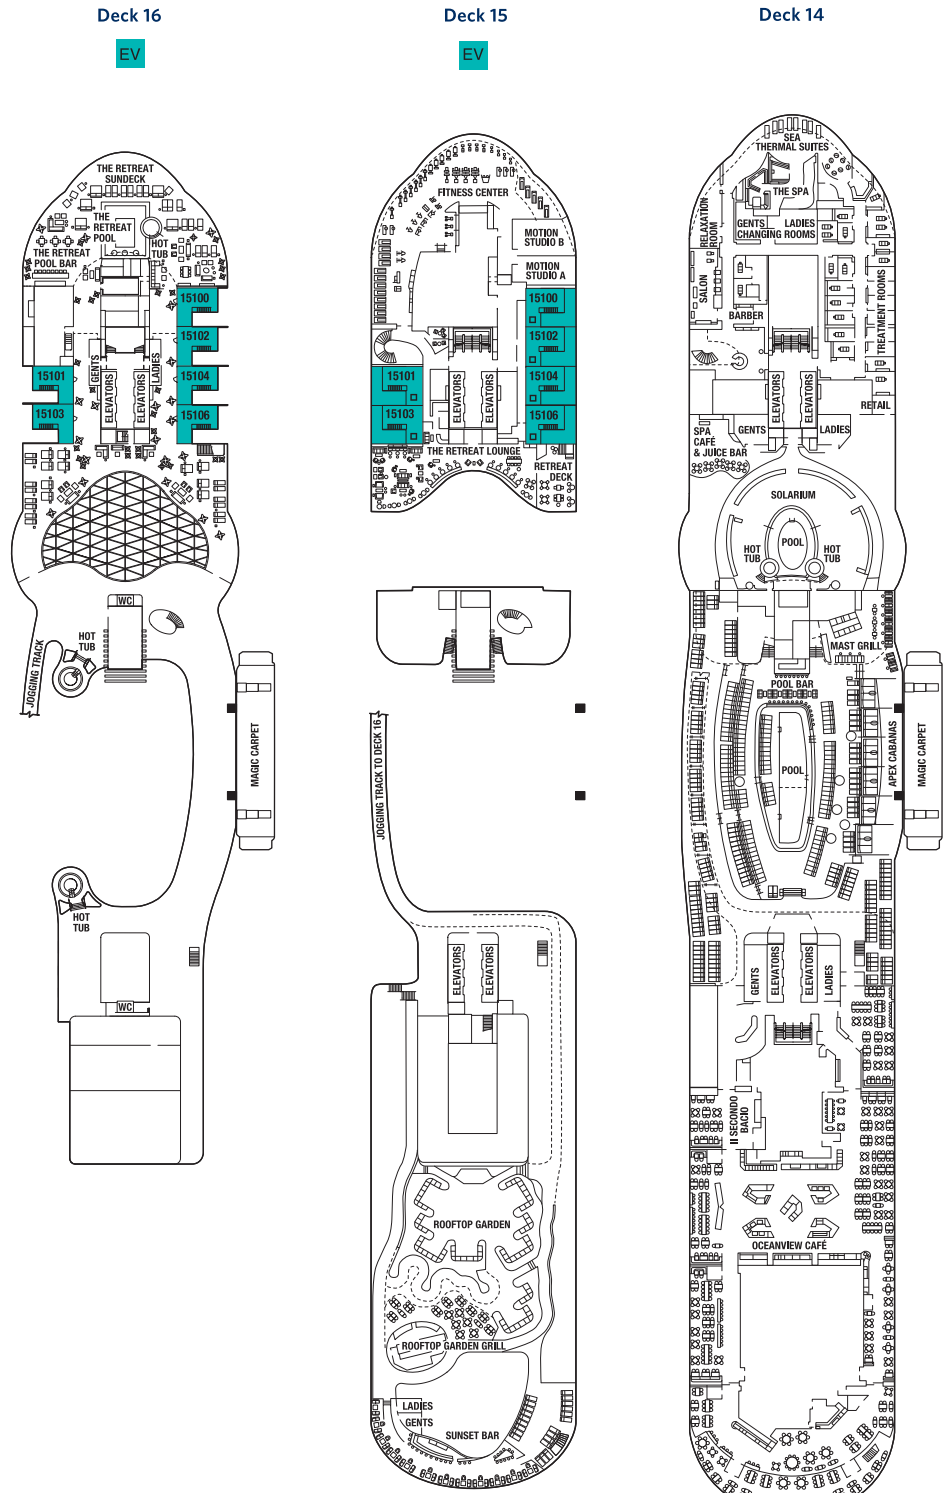 Deck 16
EV
THE RETREAT
SUNDECK
THE
RETREAT
POOL
HOT
TUB
THE RETREAT
POOL BAR
15100
15102
15101
15104
15103
15106
GENTS
LADIES
ELEVATORS
ELEVATORS
WC
HOT
TUB
JOGGING TRACK
MAGIC CARPET
HOT
TUB
WC
Deck 15
EV
FITNESS CENTER
MOTION
STUDIO B
MOTION
STUDIO A
15100
15102
15101
15104
15103
15106
ELEVATORS
ELEVATORS
THE RETREAT LOUNGE
RETREAT
DECK
JOGGING TRACK TO DECK 16
ELEVATORS
ELEVATORS
ROOFTOP GARDEN
ROOFTOP GARDEN GRILL
LADIES
GENTS
SUNSET BAR
Deck 14
SEA
THERMAL SUITES
THE SPA
RELAXATION
ROOM
GENTS LADIES
CHANGING ROOMS
SALON
BARBER
TREATMENT ROOMS
ELEVATORS
ELEVATORS
RETAIL
SPA
CAFÉ
& JUICE BAR
GENTS
LADIES
SOLARIUM
POOL
HOT
TUB
HOT
TUB
MAST GRILL
POOL BAR
POOL
APEX CABANAS
MAGIC CARPET
GENTS
ELEVATORS
ELEVATORS
LADIES
Il SECONDO
BACIO
OCEANVIEW CAFÉ